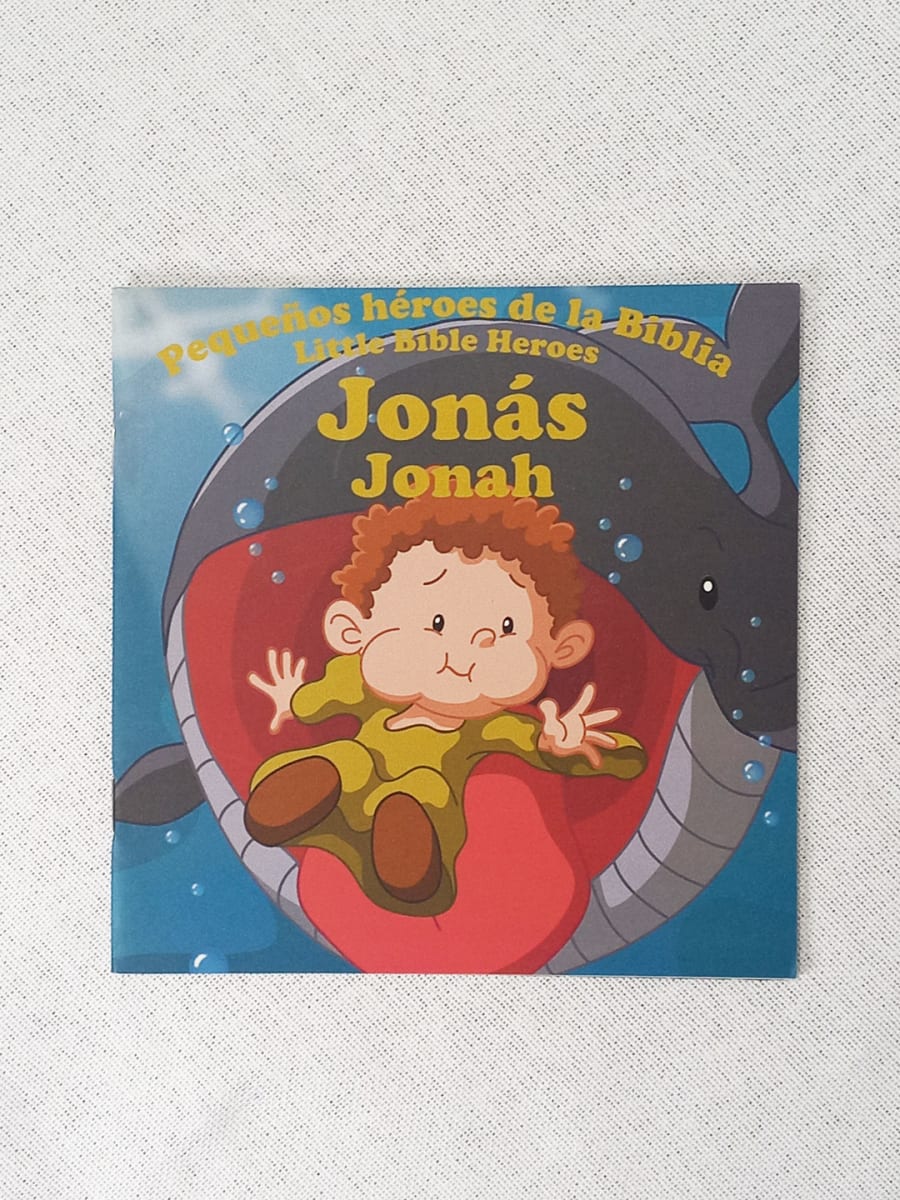 Pequeños héroes de la Biblia
Little Bible Heroes
Jonás
Jonah